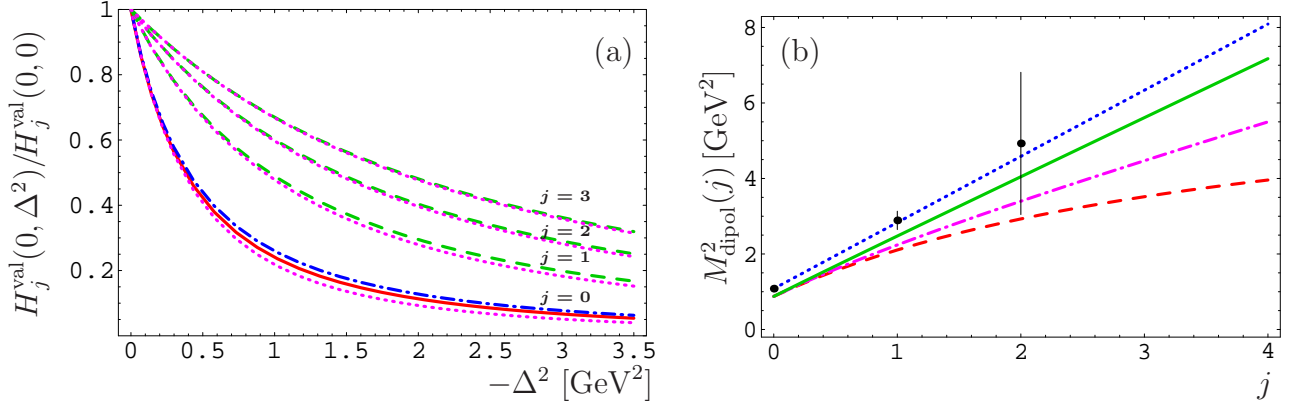 H_j^val(0, Δ²)/H_j^val(0, 0)
1
0.8
0.6
0.4
0.2
(a)
j = 3
j = 2
j = 1
j = 0
0 0.5 1 1.5 2 2.5 3 3.5
−Δ² [GeV²]
M²_dipol(j) [GeV²]
8
6
4
2
0
(b)
0 1 2 3 4
j